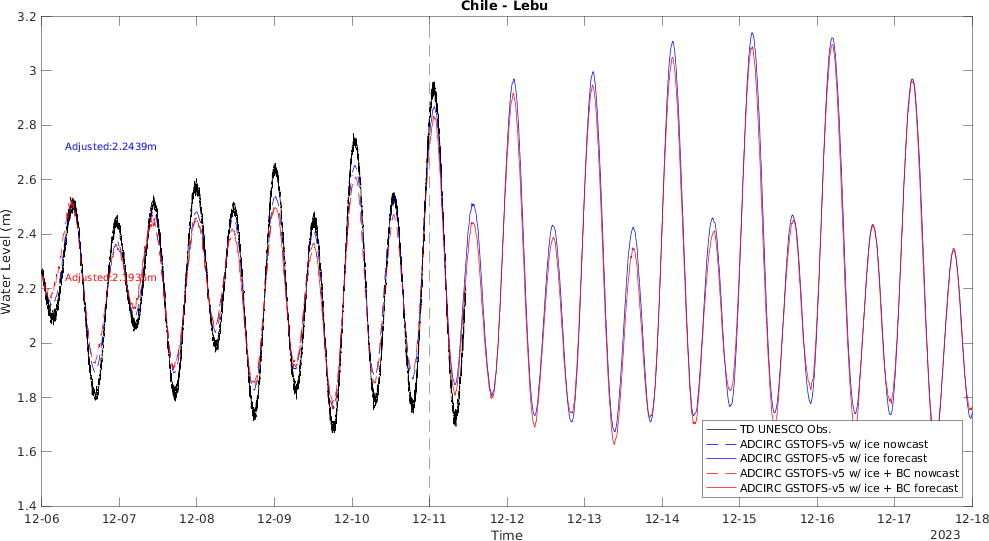 Chile - Lebu
3.2
3
2.8
2.6
2.4
2.2
2
1.8
1.6
1.4
Water Level (m)
Adjusted:2.2439m
Adjusted:2.1935m
TD UNESCO Obs.
ADCIRC GSTOFS-v5 w/ ice nowcast
ADCIRC GSTOFS-v5 w/ ice forecast
ADCIRC GSTOFS-v5 w/ ice + BC nowcast
ADCIRC GSTOFS-v5 w/ ice + BC forecast
12-06 12-07 12-08 12-09 12-10 12-11 12-12 12-13 12-14 12-15 12-16 12-17 12-18
Time
2023